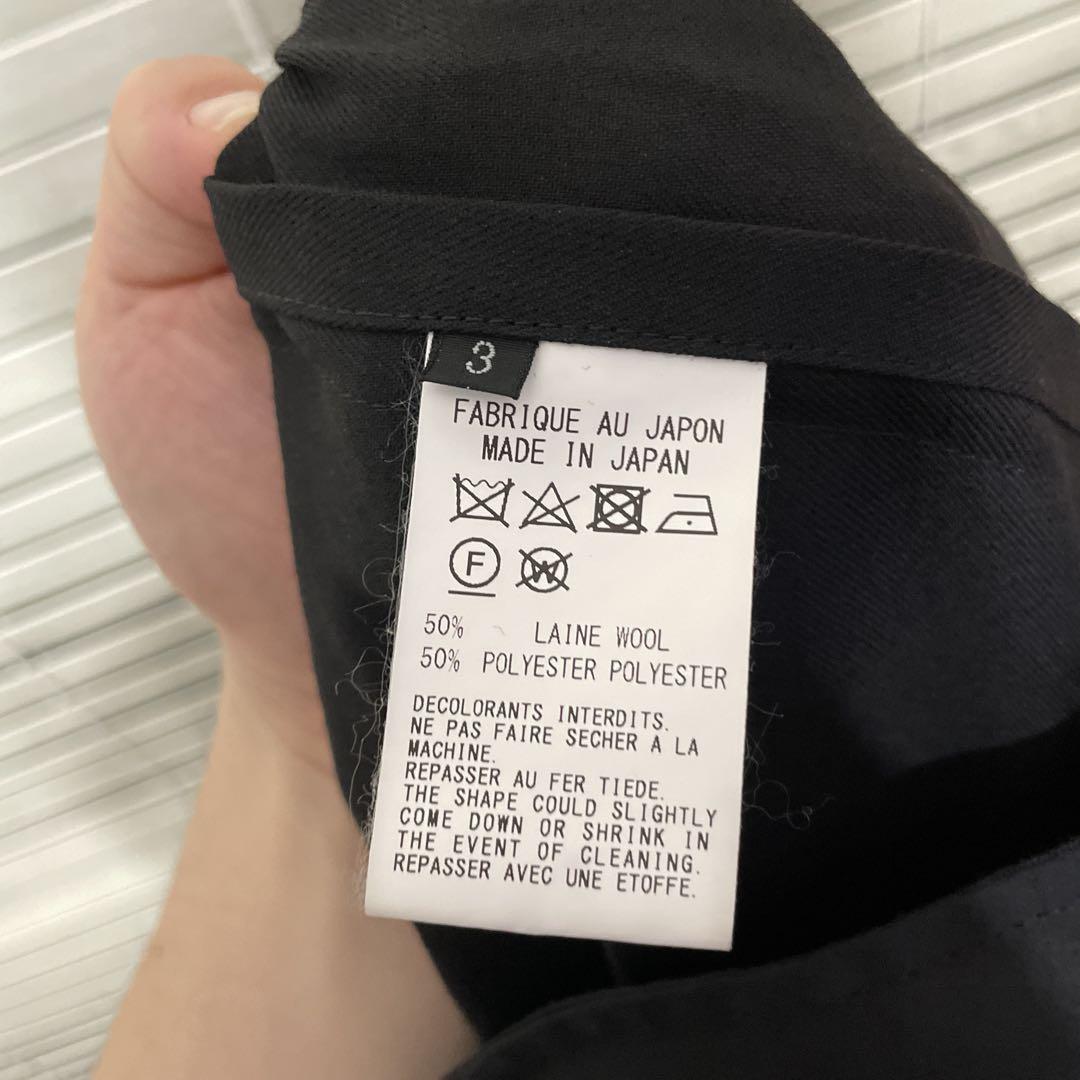 3
FABRIQUE AU JAPON
MADE IN JAPAN
F W
50% LAINE WOOL
50% POLYESTER POLYESTER
DECOLORANTS INTERDITS.
NE PAS FAIRE SECHER A LA
MACHINE.
REPASSER AU FER TIEDE.
THE SHAPE COULD SLIGHTLY
COME DOWN OR SHRINK IN
THE EVENT OF CLEANING.
REPASSER AVEC UNE ETOFFE.